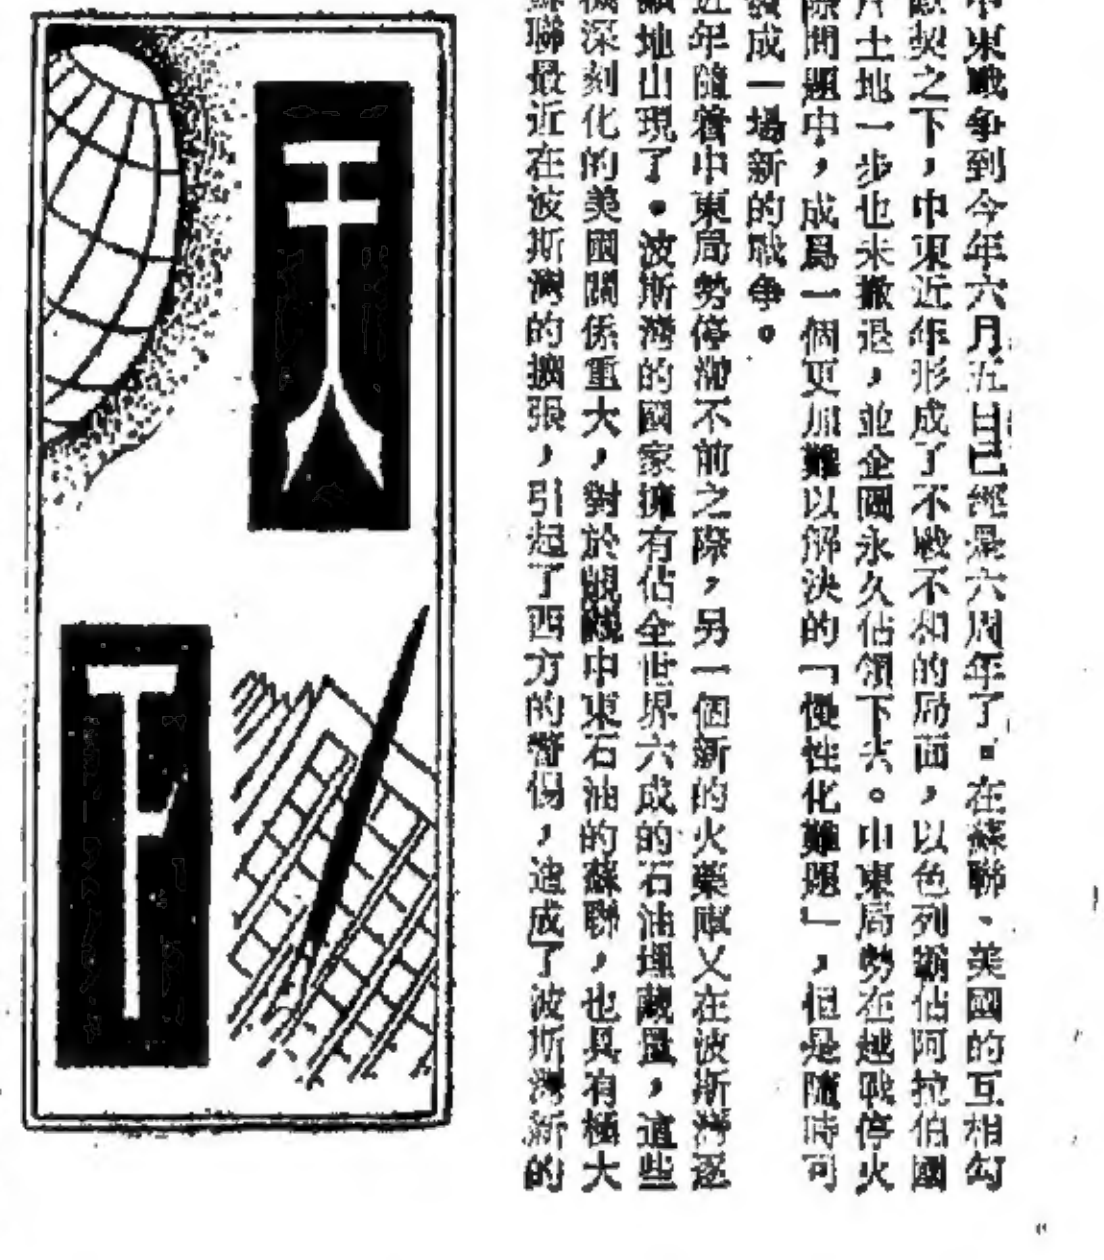 中東戰爭到今年六月五日已經是六周年了。在蘇聯、美國的互相勾
默契之下，中東近年形成了不戰不和的局面，以色列霸佔阿拉伯國
片土地一步也未撤退，並企圖永久佔領下去。中東局勢在越戰停火
際問題中，成爲一個更加難以解決的「慢性化難題」，但是隨時可
發成一場新的戰爭。
近年隨着中東局勢停滯不前之際，另一個新的火藥庫又在波斯灣逐
地出現了。波斯灣的國家擁有佔全世界六成的石油埋藏量，這些
機深刻化的美國關係重大，對於覬覦中東石油的蘇聯，也具有極大
蘇聯最近在波斯灣的擴張，引起了西方的警惕，造成了波斯灣新的
天下